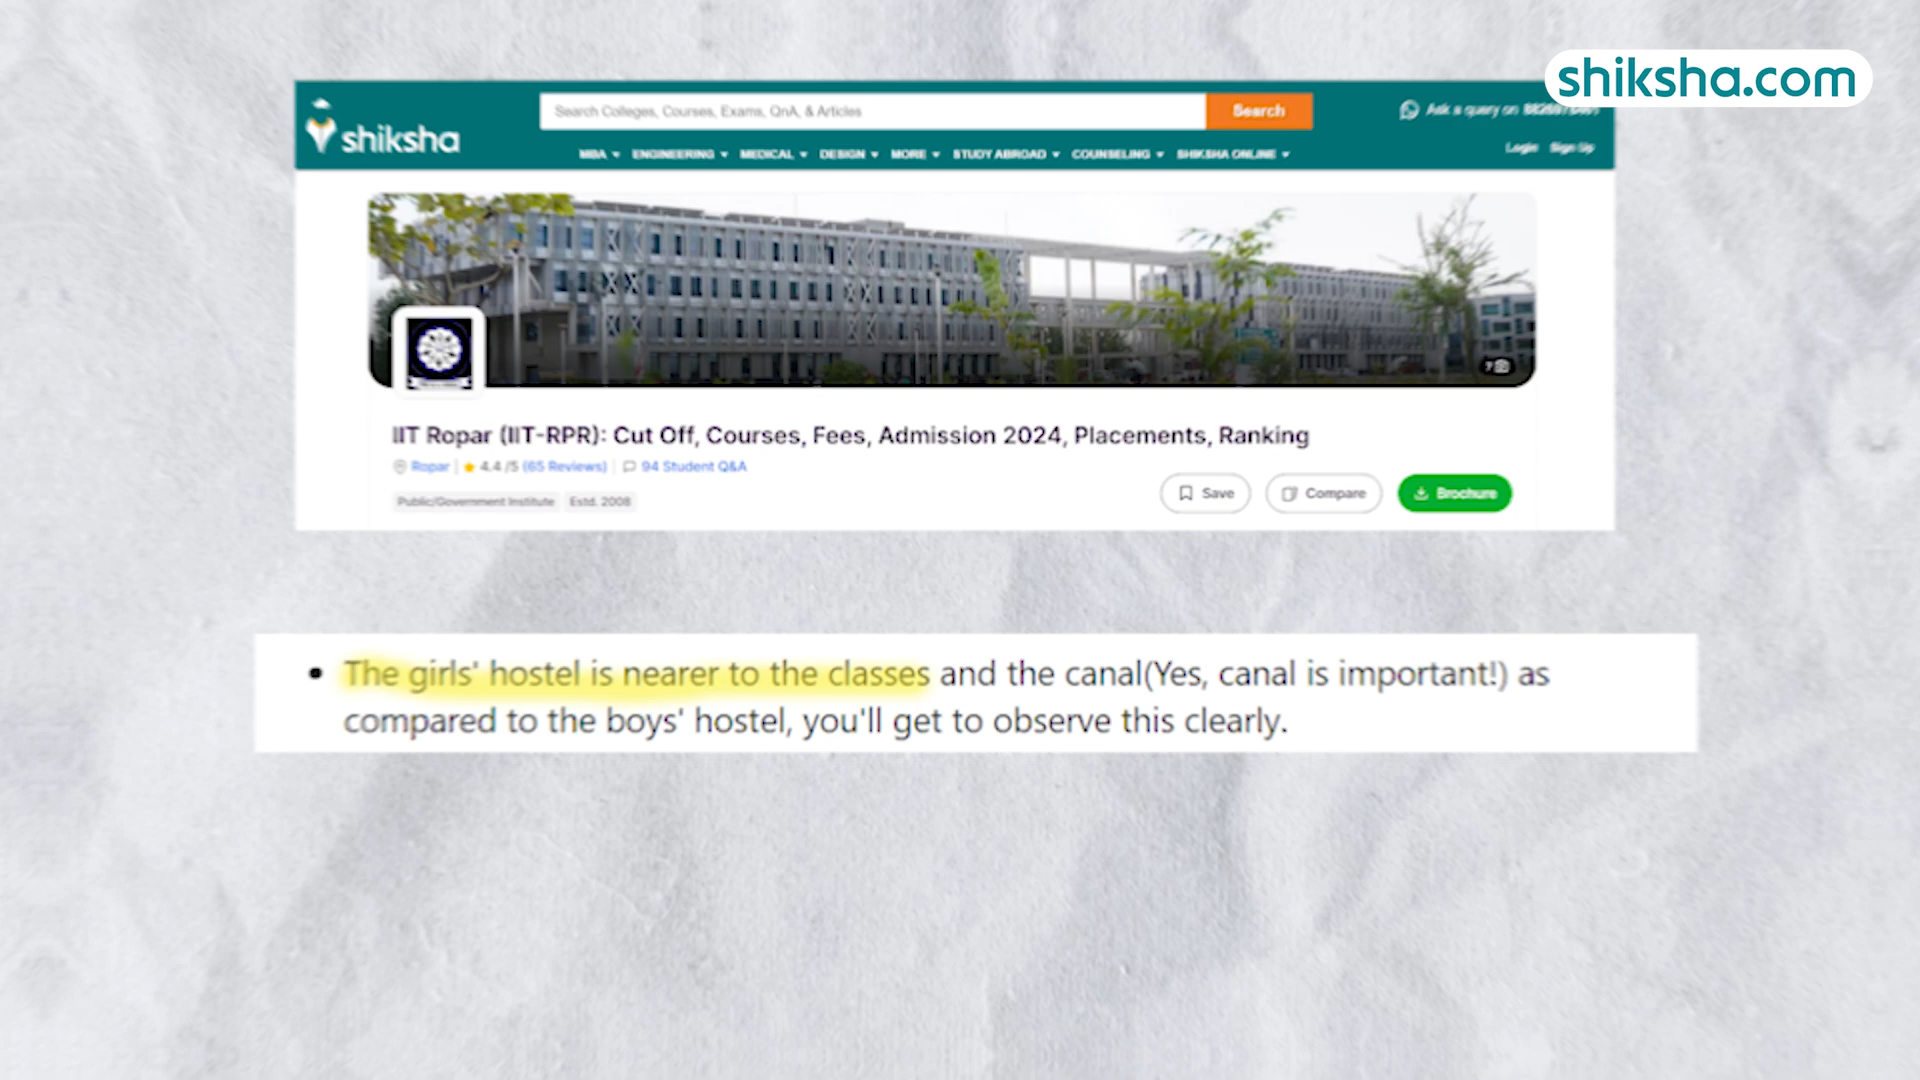 shiksha.com
shiksha
Search Colleges, Courses, Exams, QnA, & Articles
Search
Ask a query on
MBA ENGINEERING MEDICAL DESIGN MORE STUDY ABROAD COUNSELING SHIKSHA ONLINE
Login Sign Up
7
IIT Ropar (IIT-RPR): Cut Off, Courses, Fees, Admission 2024, Placements, Ranking
Ropar | 4.4 /5 (65 Reviews) | 94 Student Q&A
Save Compare Brochure
Public/Government Institute Estd. 2008
• The girls' hostel is nearer to the classes and the canal(Yes, canal is important!) as
compared to the boys' hostel, you'll get to observe this clearly.